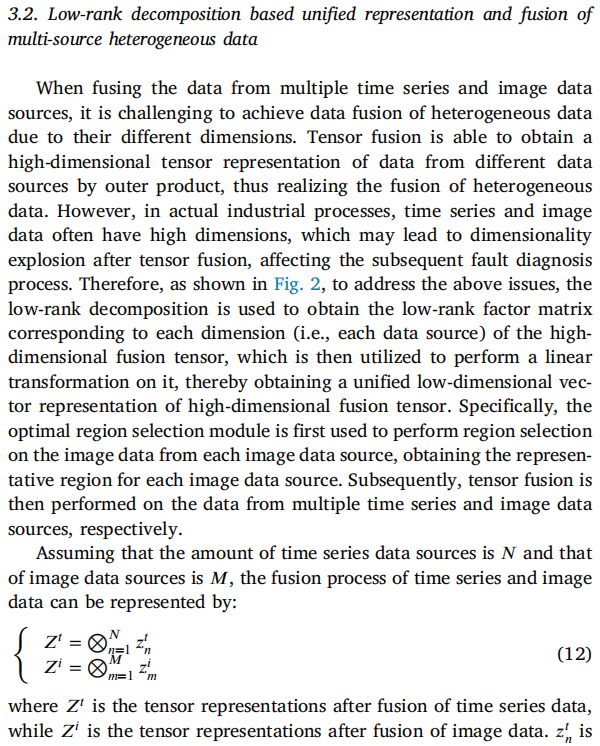 3.2. Low-rank decomposition based unified representation and fusion of
multi-source heterogeneous data
When fusing the data from multiple time series and image data
sources, it is challenging to achieve data fusion of heterogeneous data
due to their different dimensions. Tensor fusion is able to obtain a
high-dimensional tensor representation of data from different data
sources by outer product, thus realizing the fusion of heterogeneous
data. However, in actual industrial processes, time series and image
data often have high dimensions, which may lead to dimensionality
explosion after tensor fusion, affecting the subsequent fault diagnosis
process. Therefore, as shown in Fig. 2, to address the above issues, the
low-rank decomposition is used to obtain the low-rank factor matrix
corresponding to each dimension (i.e., each data source) of the high-
dimensional fusion tensor, which is then utilized to perform a linear
transformation on it, thereby obtaining a unified low-dimensional vec-
tor representation of high-dimensional fusion tensor. Specifically, the
optimal region selection module is first used to perform region selection
on the image data from each image data source, obtaining the represen-
tative region for each image data source. Subsequently, tensor fusion is
then performed on the data from multiple time series and image data
sources, respectively.
Assuming that the amount of time series data sources is N and that
of image data sources is M, the fusion process of time series and image
data can be represented by:
{ Z^t = ⨂_{n=1}^{N} z_n^t
Z^i = ⨂_{m=1}^{M} z_m^i (12)
where Z^t is the tensor representations after fusion of time series data,
while Z^i is the tensor representations after fusion of image data. z_n^t is